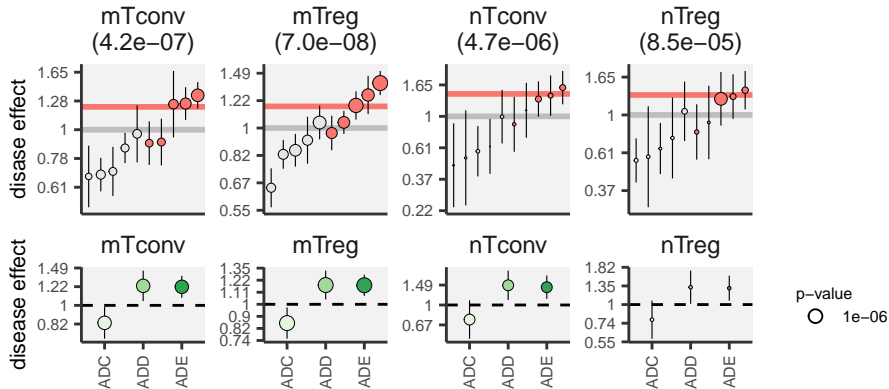 mTconv
(4.2e−07)
mTreg
(7.0e−08)
nTconv
(4.7e−06)
nTreg
(8.5e−05)
disase effect
1.65
1.28
1
0.78
0.61
1.49
1.22
1
0.82
0.67
0.55
1.65
1
0.61
0.37
0.22
1.65
1
0.61
0.37
mTconv
mTreg
nTconv
nTreg
disease effect
1.49
1.22
1
0.82
1.35
1.22
1.11
1
0.9
0.82
0.74
1.49
1
0.67
1.82
1.35
1
0.74
0.55
ADC
ADD
ADE
ADC
ADD
ADE
ADC
ADD
ADE
ADC
ADD
ADE
p−value
1e−06